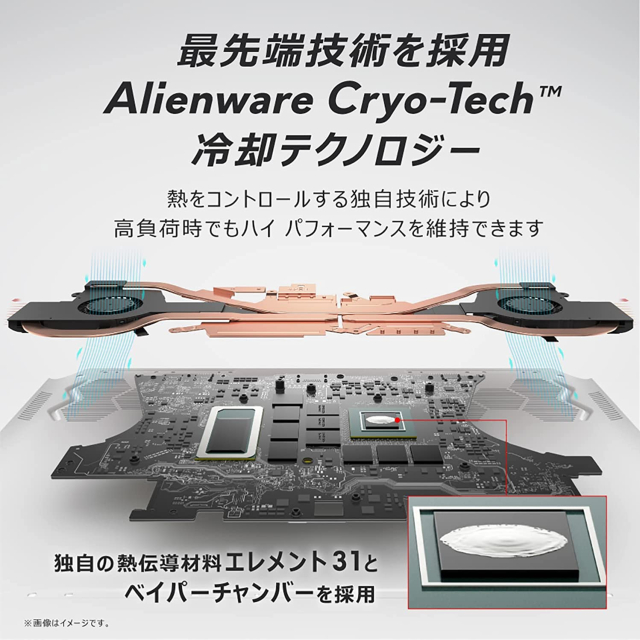 最先端技術を採用
Alienware Cryo-Tech™
冷却テクノロジー
熱をコントロールする独自技術により
高負荷時でもハイ パフォーマンスを維持できます
独自の熱伝導材料エレメント31と
ベイパーチャンバーを採用
※画像はイメージです。